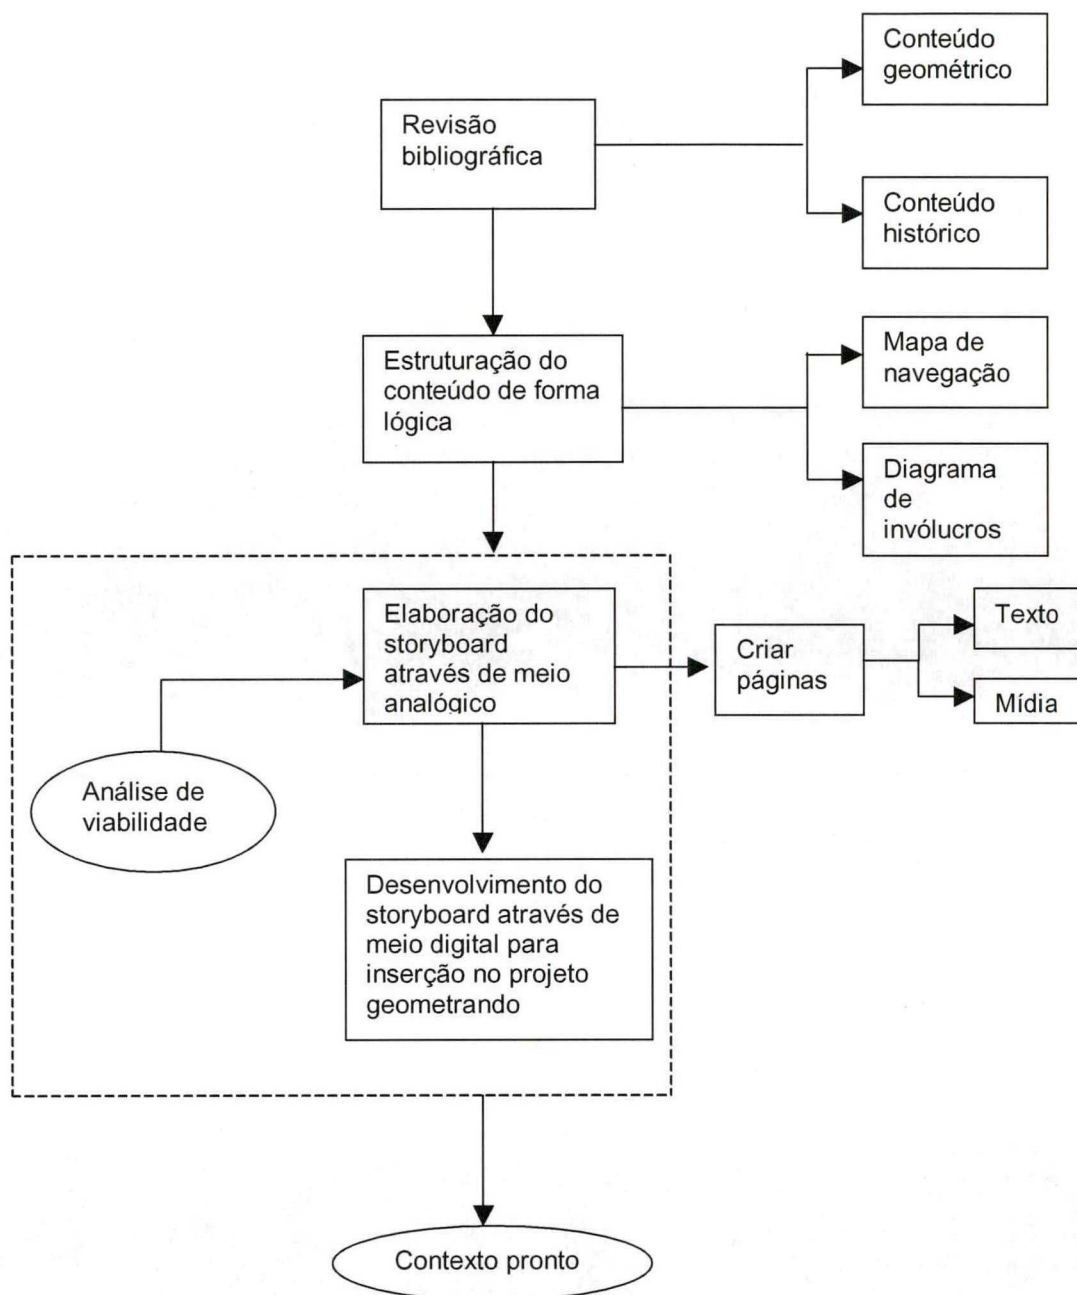 Conteúdo
geométrico
Revisão
bibliográfica
Conteúdo
histórico
Mapa de
navegação
Estruturação do
conteúdo de forma
lógica
Diagrama
de
invólucros
Elaboração do
storyboard
através de meio
analógico
Criar
páginas
Texto
Mídia
Análise de
viabilidade
Desenvolvimento do
storyboard através de
meio digital para
inserção no projeto
geometrando
Contexto pronto